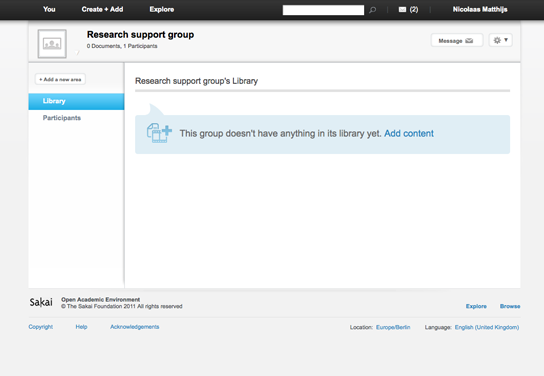 You Create + Add Explore (2) Nicolaas Matthijs
Research support group
0 Documents, 1 Participants
Message
+ Add a new area
Research support group's Library
Library
Participants
This group doesn't have anything in its library yet. Add content
Sakai
Open Academic Environment
© The Sakai Foundation 2011 All rights reserved
Explore Browse
Copyright Help Acknowledgements Location: Europe/Berlin Language: English (United Kingdom)